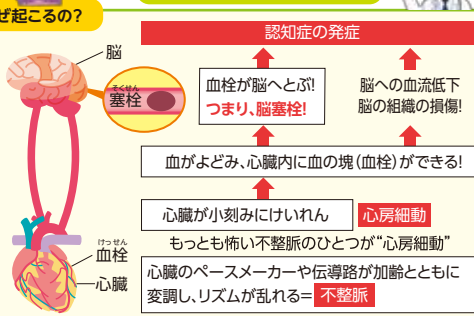 ぜ起こるの?
認知症の発症
脳
そくせん
塞栓
血栓が脳へとぶ!
つまり、脳塞栓!
脳への血流低下
脳の組織の損傷!
血がよどみ、心臓内に血の塊(血栓)ができる!
心臓が小刻みにけいれん
心房細動
もっとも怖い不整脈のひとつが“心房細動”
けっせん
血栓
心臓
心臓のペースメーカーや伝導路が加齢とともに
変調し、リズムが乱れる= 不整脈